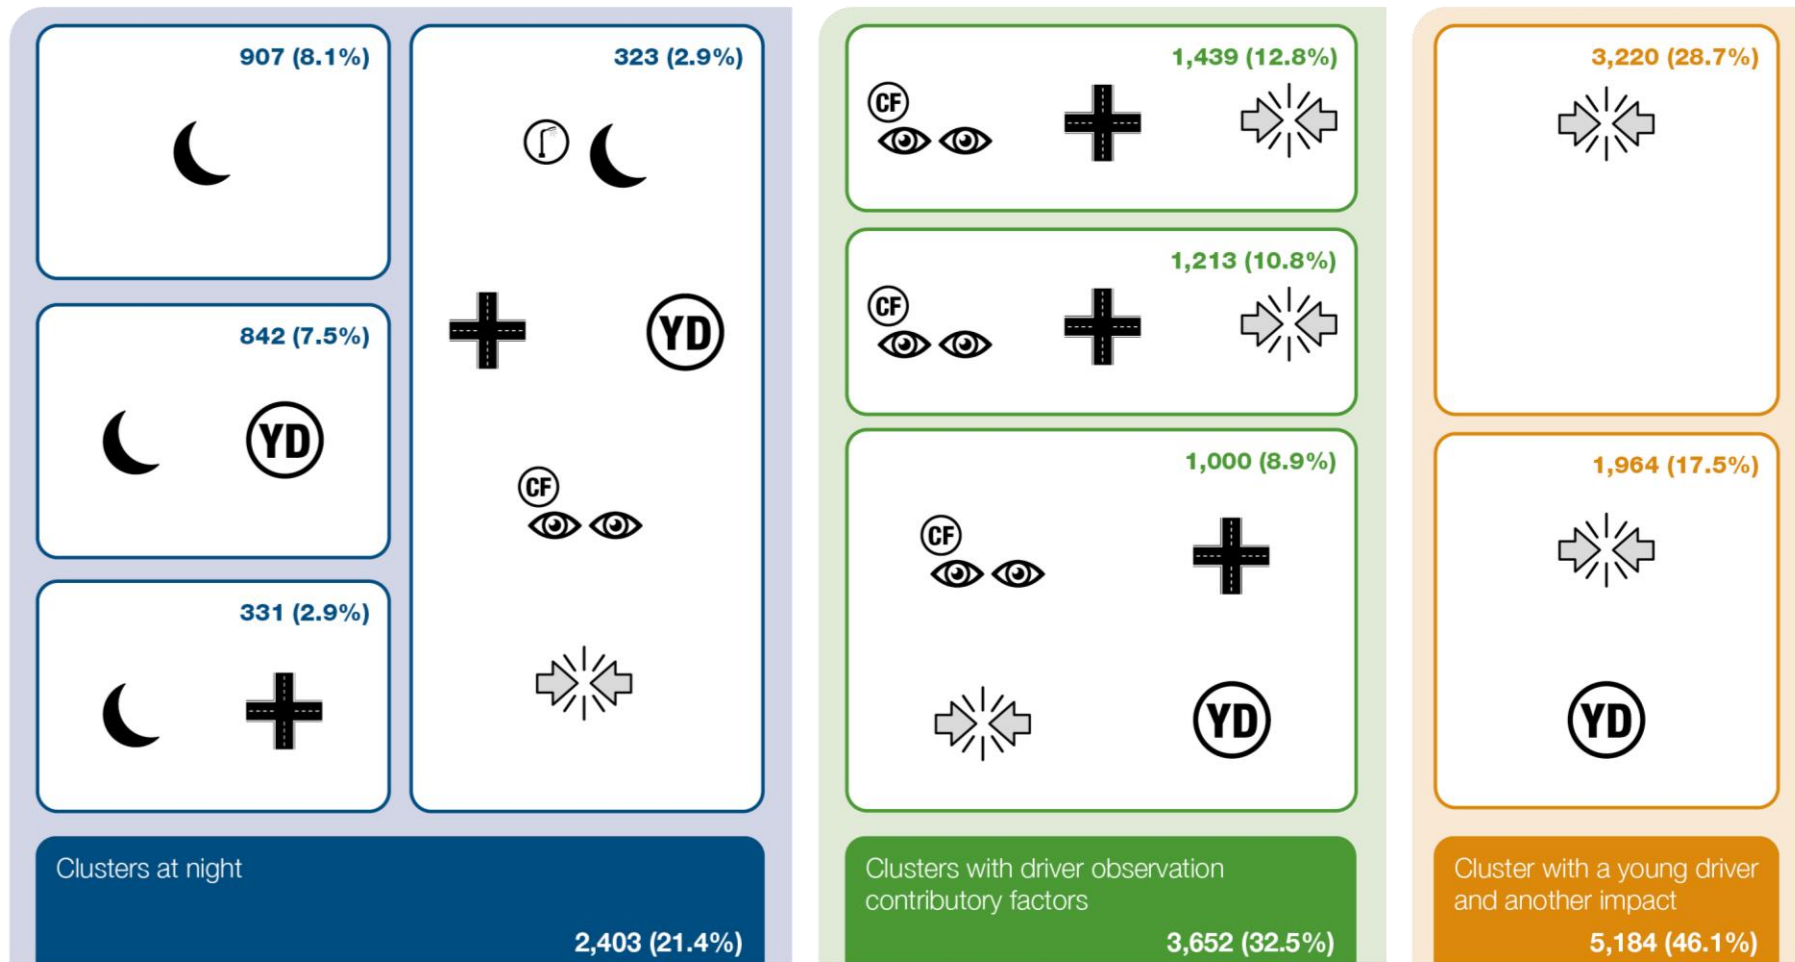 907 (8.1%)
842 (7.5%)
YD
331 (2.9%)
323 (2.9%)
YD
CF
Clusters at night
2,403 (21.4%)
1,439 (12.8%)
CF
1,213 (10.8%)
CF
1,000 (8.9%)
CF
YD
Clusters with driver observation
contributory factors
3,652 (32.5%)
3,220 (28.7%)
1,964 (17.5%)
YD
Cluster with a young driver
and another impact
5,184 (46.1%)